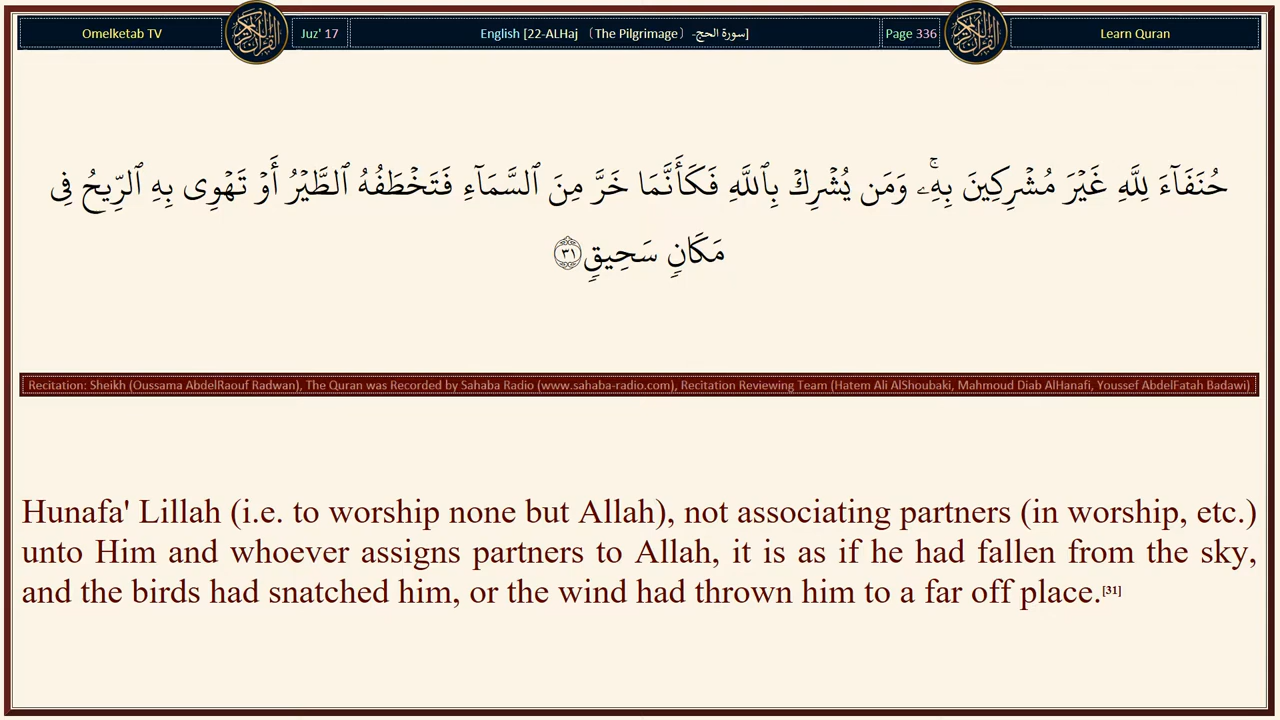 Omelketab TV
Juz' 17
English [22-ALHaj （The Pilgrimage）-سورة الحج]
Page 336
Learn Quran
حُنَفَآءَ لِلَّهِ غَيْرَ مُشْرِكِينَ بِهِۦۚ وَمَن يُشْرِكْ بِٱللَّهِ فَكَأَنَّمَا خَرَّ مِنَ ٱلسَّمَآءِ فَتَخْطَفُهُ ٱلطَّيْرُ أَوْ تَهْوِى بِهِ ٱلرِّيحُ فِى
مَكَانٍ سَحِيقٍ ٣١
Recitation: Sheikh (Oussama AbdelRaouf Radwan), The Quran was Recorded by Sahaba Radio (www.sahaba-radio.com), Recitation Reviewing Team (Hatem Ali AlShoubaki, Mahmoud Diab AlHanafi, Youssef AbdelFatah Badawi)
Hunafa' Lillah (i.e. to worship none but Allah), not associating partners (in worship, etc.)
unto Him and whoever assigns partners to Allah, it is as if he had fallen from the sky,
and the birds had snatched him, or the wind had thrown him to a far off place.[31]